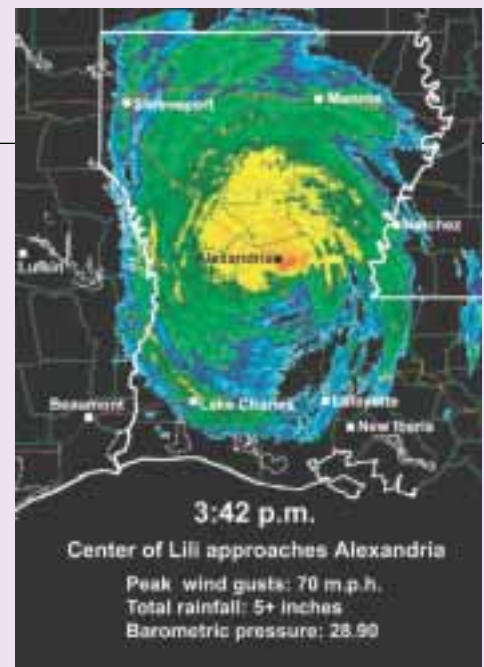 Shreveport
Monroe
Natchez
Lufkin
Alexandria
Beaumont
Lake Charles
Lafayette
New Iberia
3:42 p.m.
Center of Lili approaches Alexandria
Peak wind gusts: 70 m.p.h.
Total rainfall: 5+ inches
Barometric pressure: 28.90